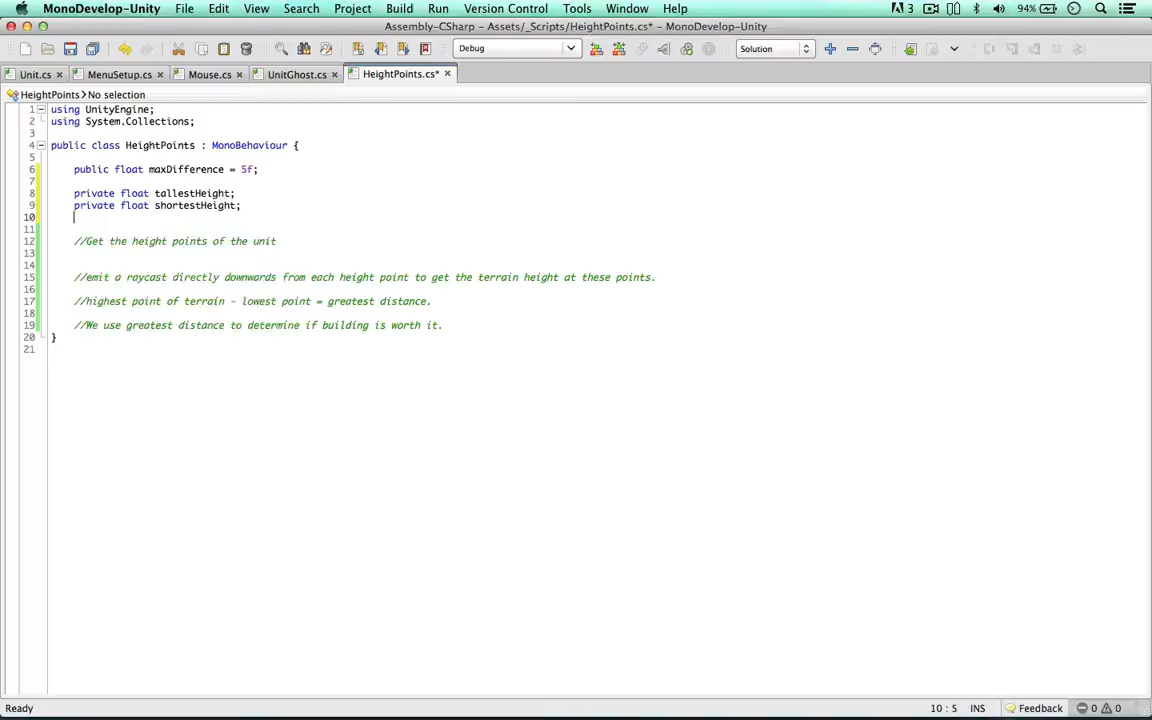 MonoDevelop-Unity File Edit View Search Project Build Run Version Control Tools Window Help 3 94%
Assembly-CSharp - Assets/_Scripts/HeightPoints.cs* - MonoDevelop-Unity
Debug Solution
Unit.cs MenuSetup.cs Mouse.cs UnitGhost.cs HeightPoints.cs*
HeightPoints No selection
1 using UnityEngine;
2 using System.Collections;
3
4 public class HeightPoints : MonoBehaviour {
5
6 public float maxDifference = 5f;
7
8 private float tallestHeight;
9 private float shortestHeight;
10
11
12 //Get the height points of the unit
13
14
15 //emit a raycast directly downwards from each height point to get the terrain height at these points.
16
17 //highest point of terrain - lowest point = greatest distance.
18
19 //We use greatest distance to determine if building is worth it.
20 }
21
Ready 10 : 5 INS Feedback 0 0